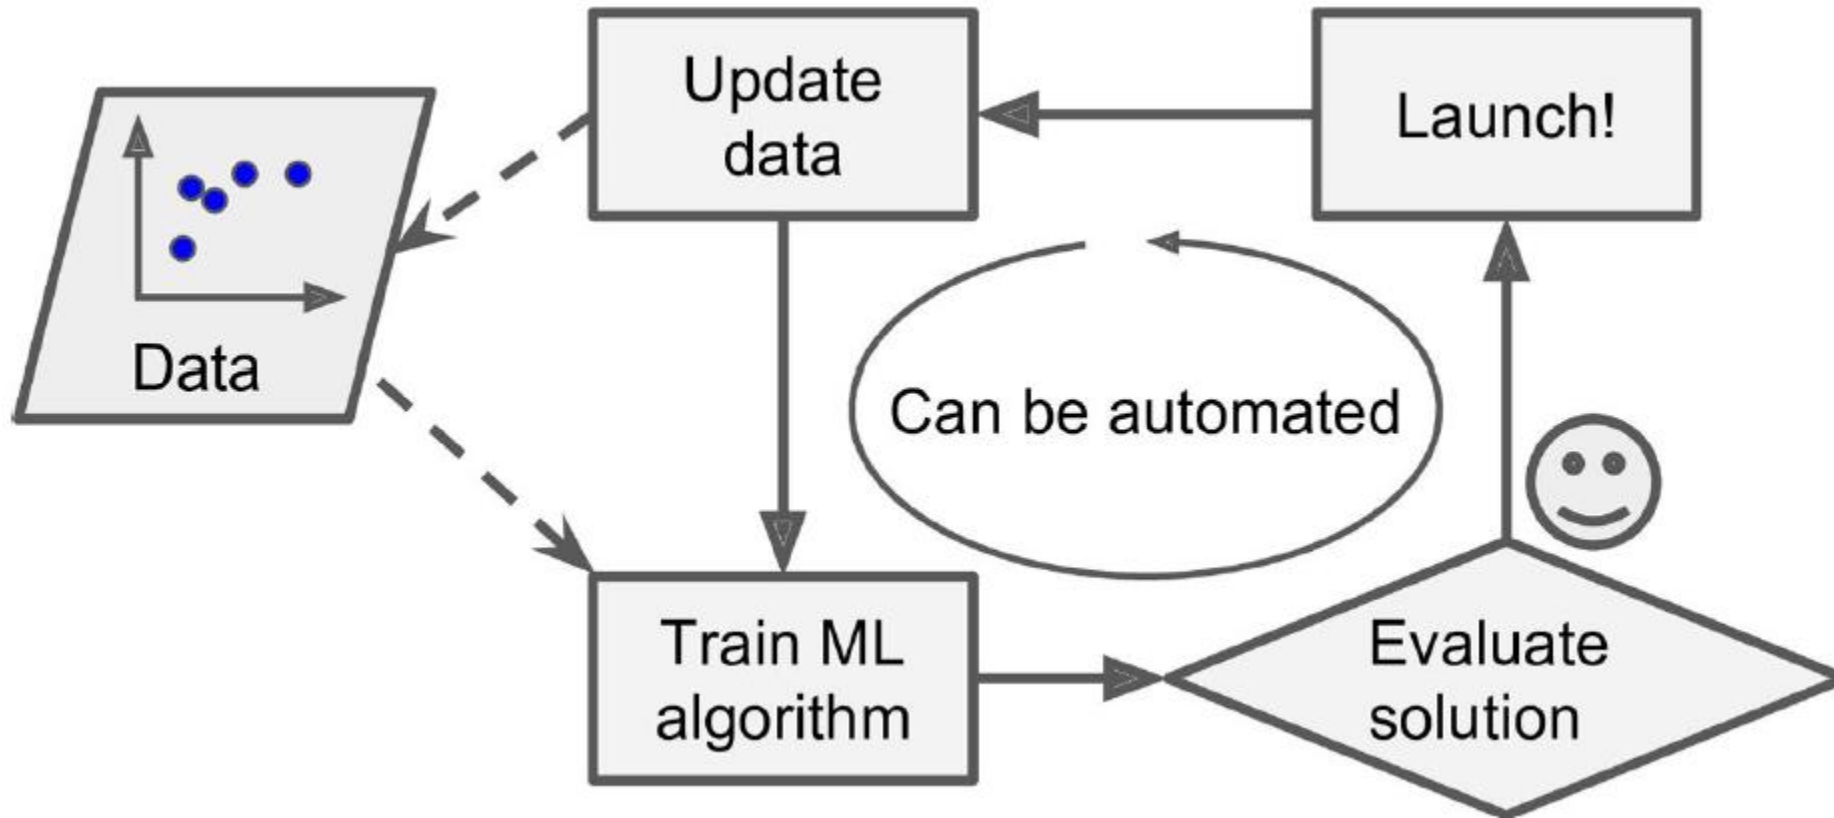 Update
data
Launch!
Data
Can be automated
Train ML
algorithm
Evaluate
solution